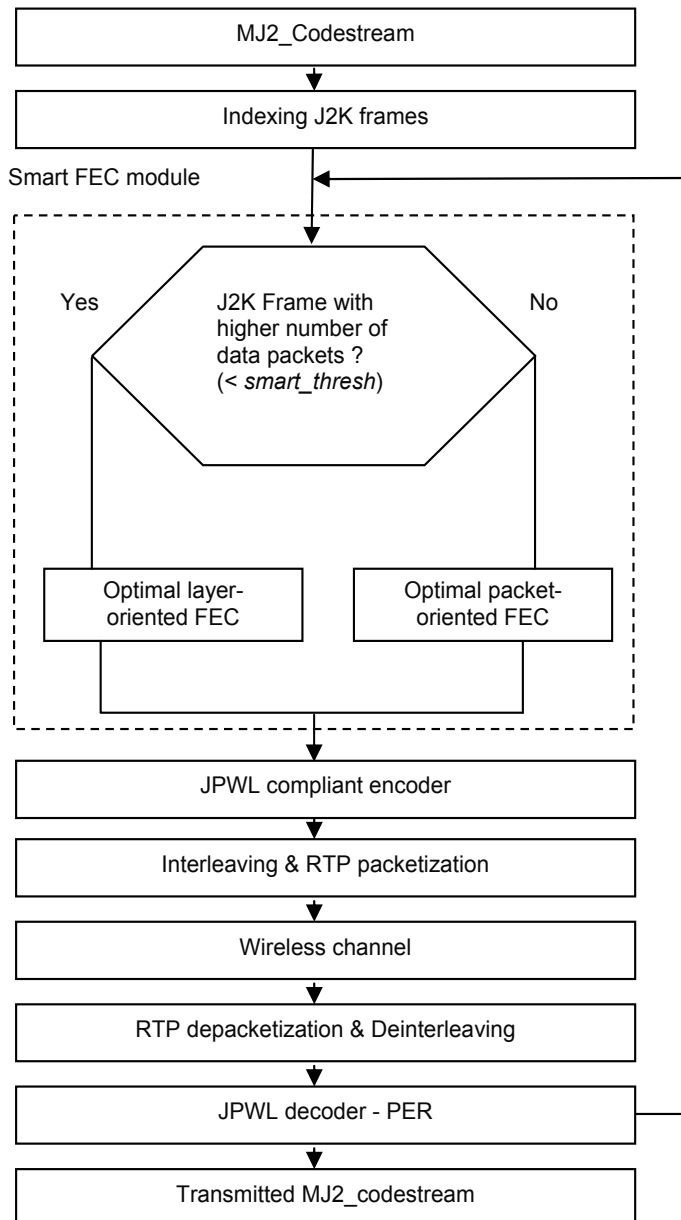 MJ2_Codestream
Indexing J2K frames
Smart FEC module
Yes
J2K Frame with
higher number of
data packets ?
(< smart_thresh)
No
Optimal layer-
oriented FEC
Optimal packet-
oriented FEC
JPWL compliant encoder
Interleaving & RTP packetization
Wireless channel
RTP depacketization & Deinterleaving
JPWL decoder - PER
Transmitted MJ2_codestream